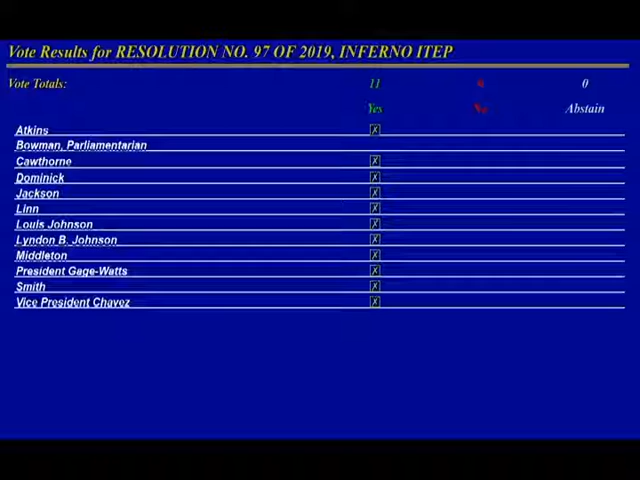 Vote Results for RESOLUTION NO. 97 OF 2019, INFERNO ITEP
Vote Totals: 11 0
Yes No Abstain
Atkins
Bowman, Parliamentarian
Cawthorne
Dominick
Jackson
Linn
Louis Johnson
Lyndon B. Johnson
Middleton
President Gage-Watts
Smith
Vice President Chavez